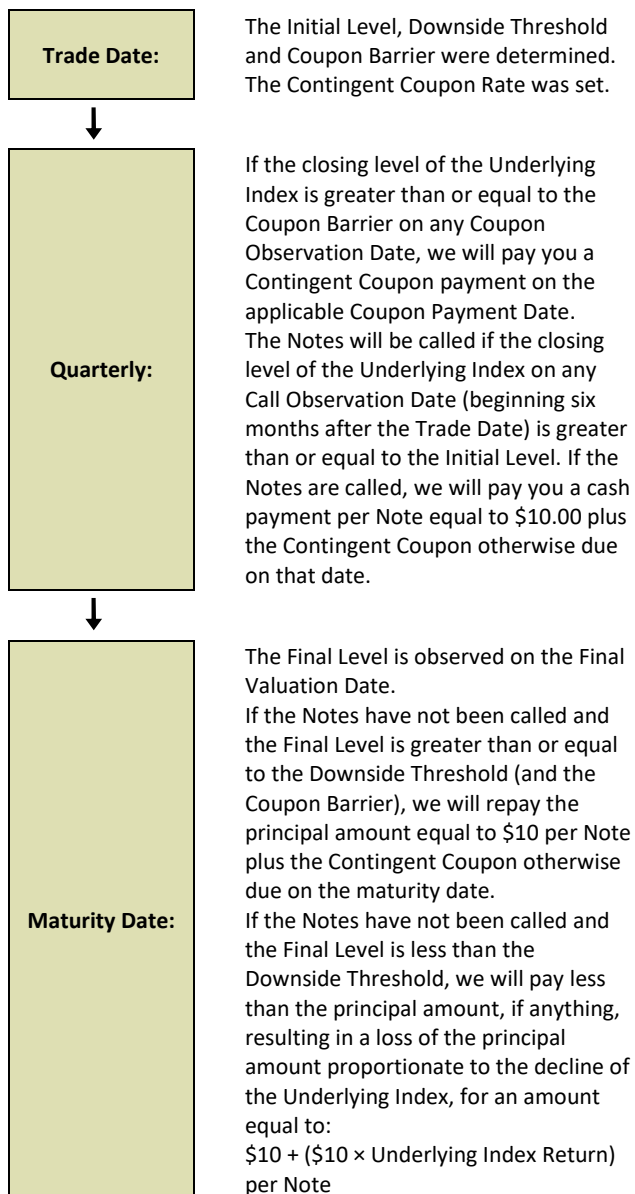 Trade Date:
The Initial Level, Downside Threshold
and Coupon Barrier were determined.
The Contingent Coupon Rate was set.
Quarterly:
If the closing level of the Underlying
Index is greater than or equal to the
Coupon Barrier on any Coupon
Observation Date, we will pay you a
Contingent Coupon payment on the
applicable Coupon Payment Date.
The Notes will be called if the closing
level of the Underlying Index on any
Call Observation Date (beginning six
months after the Trade Date) is greater
than or equal to the Initial Level. If the
Notes are called, we will pay you a cash
payment per Note equal to $10.00 plus
the Contingent Coupon otherwise due
on that date.
Maturity Date:
The Final Level is observed on the Final
Valuation Date.
If the Notes have not been called and
the Final Level is greater than or equal
to the Downside Threshold (and the
Coupon Barrier), we will repay the
principal amount equal to $10 per Note
plus the Contingent Coupon otherwise
due on the maturity date.
If the Notes have not been called and
the Final Level is less than the
Downside Threshold, we will pay less
than the principal amount, if anything,
resulting in a loss of the principal
amount proportionate to the decline of
the Underlying Index, for an amount
equal to:
$10 + ($10 × Underlying Index Return)
per Note